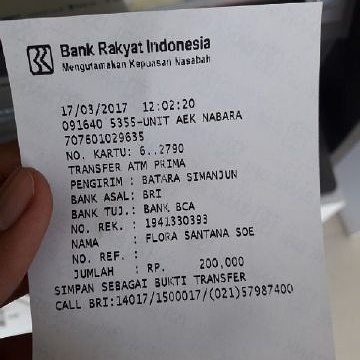 Bank Rakyat Indonesia
Mengutamakan Kepuasan Nasabah
17/03/2017 12:02:20
091640 5355-UNIT AEK NABARA
707601029635
NO. KARTU: 6..2790
TRANSFER ATM PRIMA
PENGIRIM : BATARA SIMANJUN
BANK ASAL: BRI
BANK TUJ.: BANK BCA
NO. REK. : 1941330393
NAMA : FLORA SANTANA SOE
NO. REF. :
JUMLAH : RP. 200,000
SIMPAN SEBAGAI BUKTI TRANSFER
CALL BRI:14017/1500017/(021)57987400